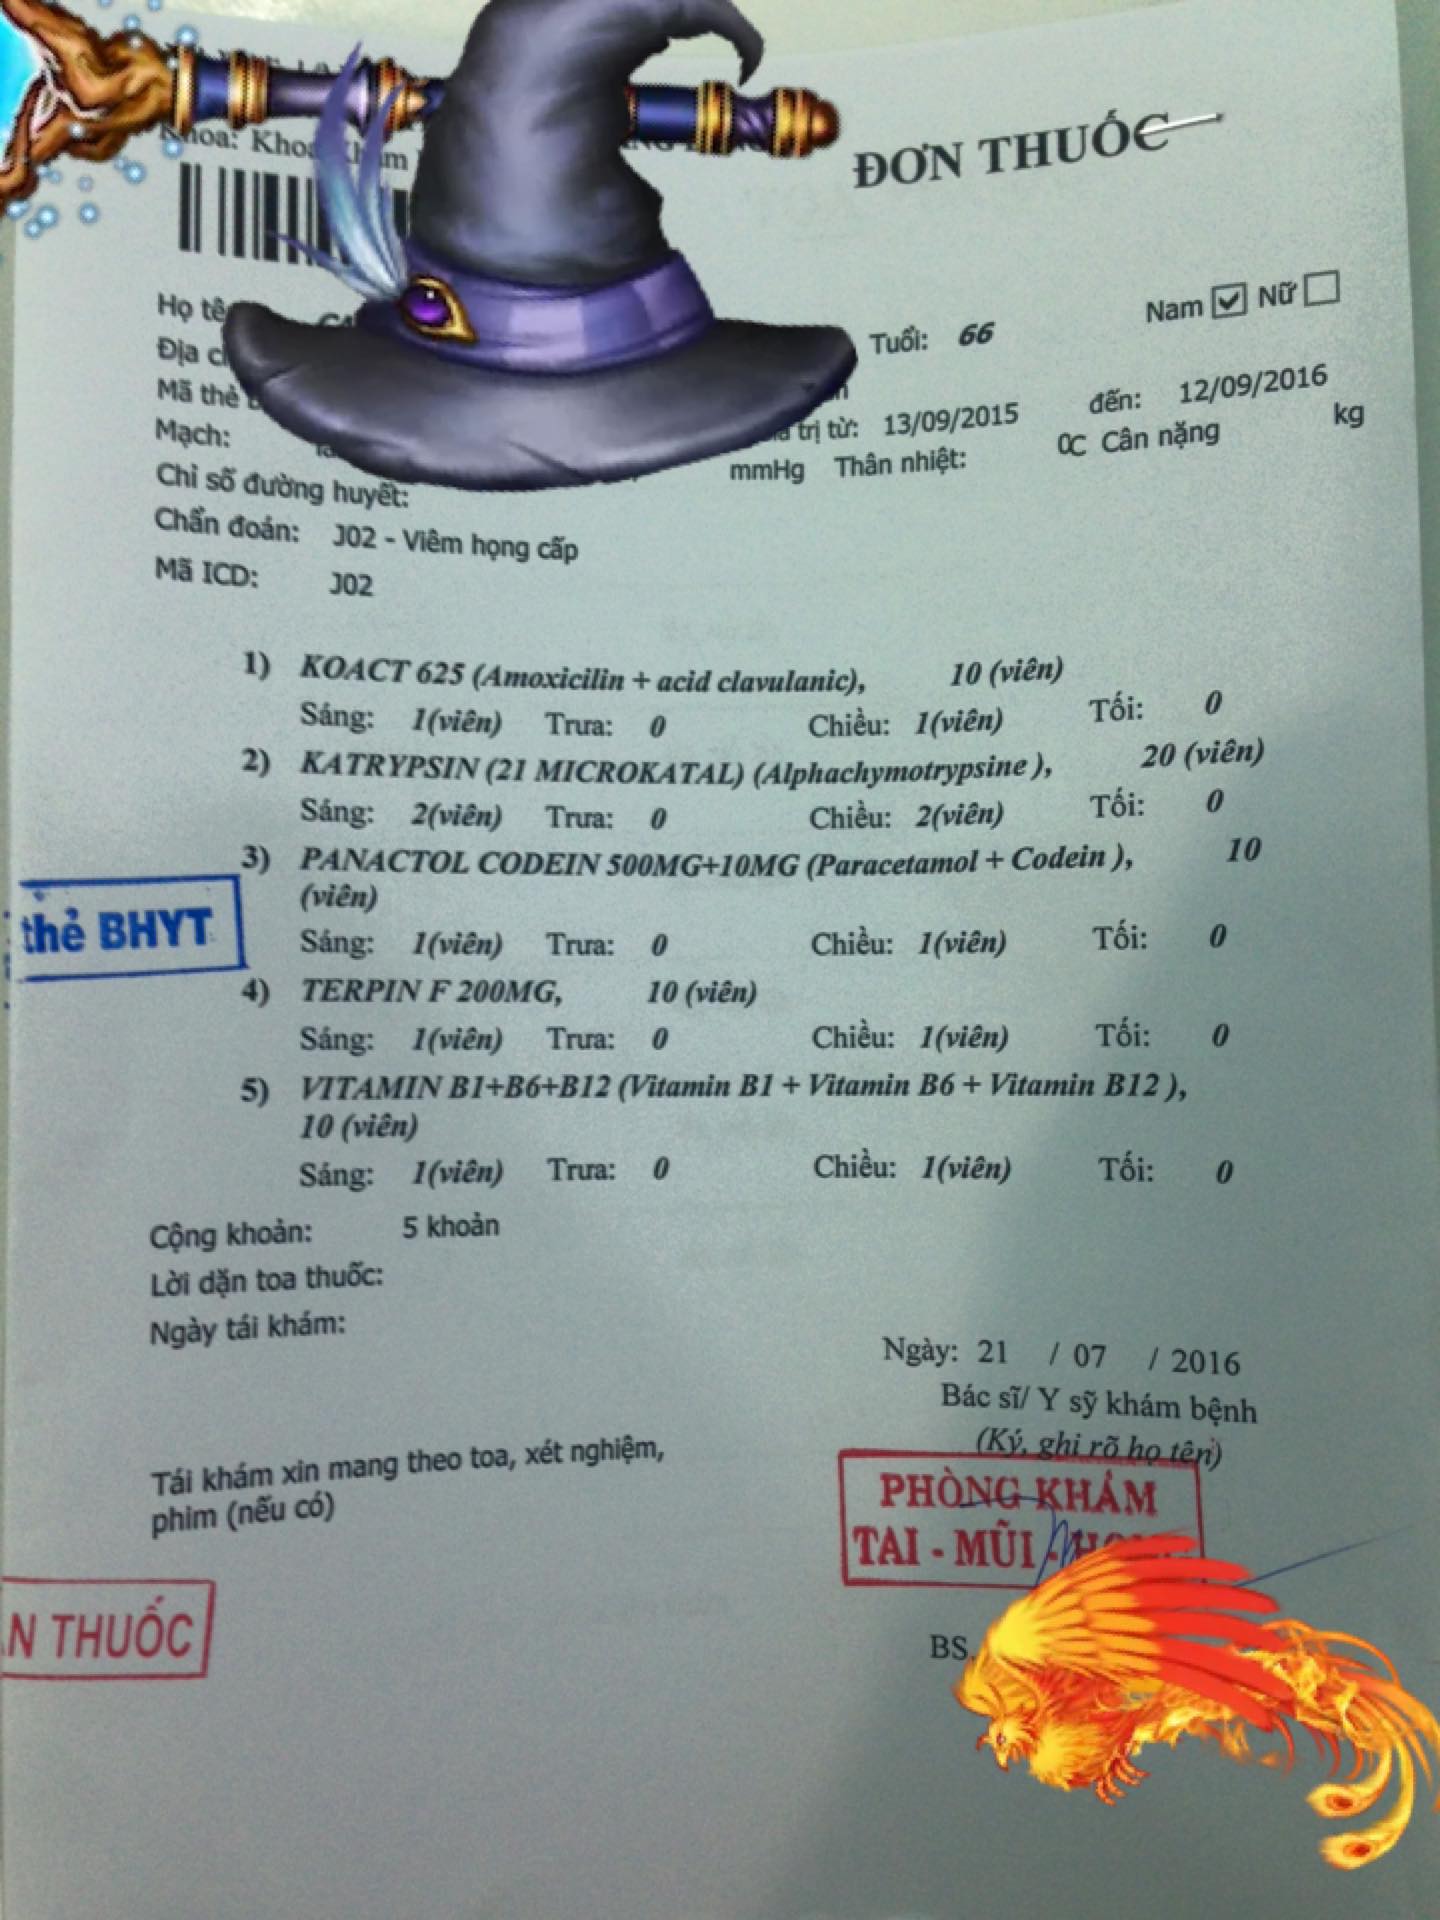 Khoa: Khoa Khám
ĐƠN THUỐC
Họ tê
Tuổi: 66
Nam Nữ
Địa c
Mã thẻ
trị từ: 13/09/2015 đến: 12/09/2016
Mạch: mmHg Thân nhiệt: 0C Cân nặng kg
Chỉ số đường huyết:
Chẩn đoán: J02 - Viêm họng cấp
Mã ICD: J02
1) KOACT 625 (Amoxicilin + acid clavulanic), 10 (viên)
Sáng: 1(viên) Trưa: 0 Chiều: 1(viên) Tối: 0
2) KATRYPSIN (21 MICROKATAL) (Alphachymotrypsine ), 20 (viên)
Sáng: 2(viên) Trưa: 0 Chiều: 2(viên) Tối: 0
3) PANACTOL CODEIN 500MG+10MG (Paracetamol + Codein ), 10
(viên)
Sáng: 1(viên) Trưa: 0 Chiều: 1(viên) Tối: 0
thẻ BHYT
4) TERPIN F 200MG, 10 (viên)
Sáng: 1(viên) Trưa: 0 Chiều: 1(viên) Tối: 0
5) VITAMIN B1+B6+B12 (Vitamin B1 + Vitamin B6 + Vitamin B12 ),
10 (viên)
Sáng: 1(viên) Trưa: 0 Chiều: 1(viên) Tối: 0
Cộng khoản: 5 khoản
Lời dặn toa thuốc:
Ngày tái khám:
Ngày: 21 / 07 / 2016
Bác sĩ/ Y sỹ khám bệnh
(Ký, ghi rõ họ tên)
Tái khám xin mang theo toa, xét nghiệm,
phim (nếu có)
PHÒNG KHÁM
TAI - MŨI -
N THUỐC
BS.